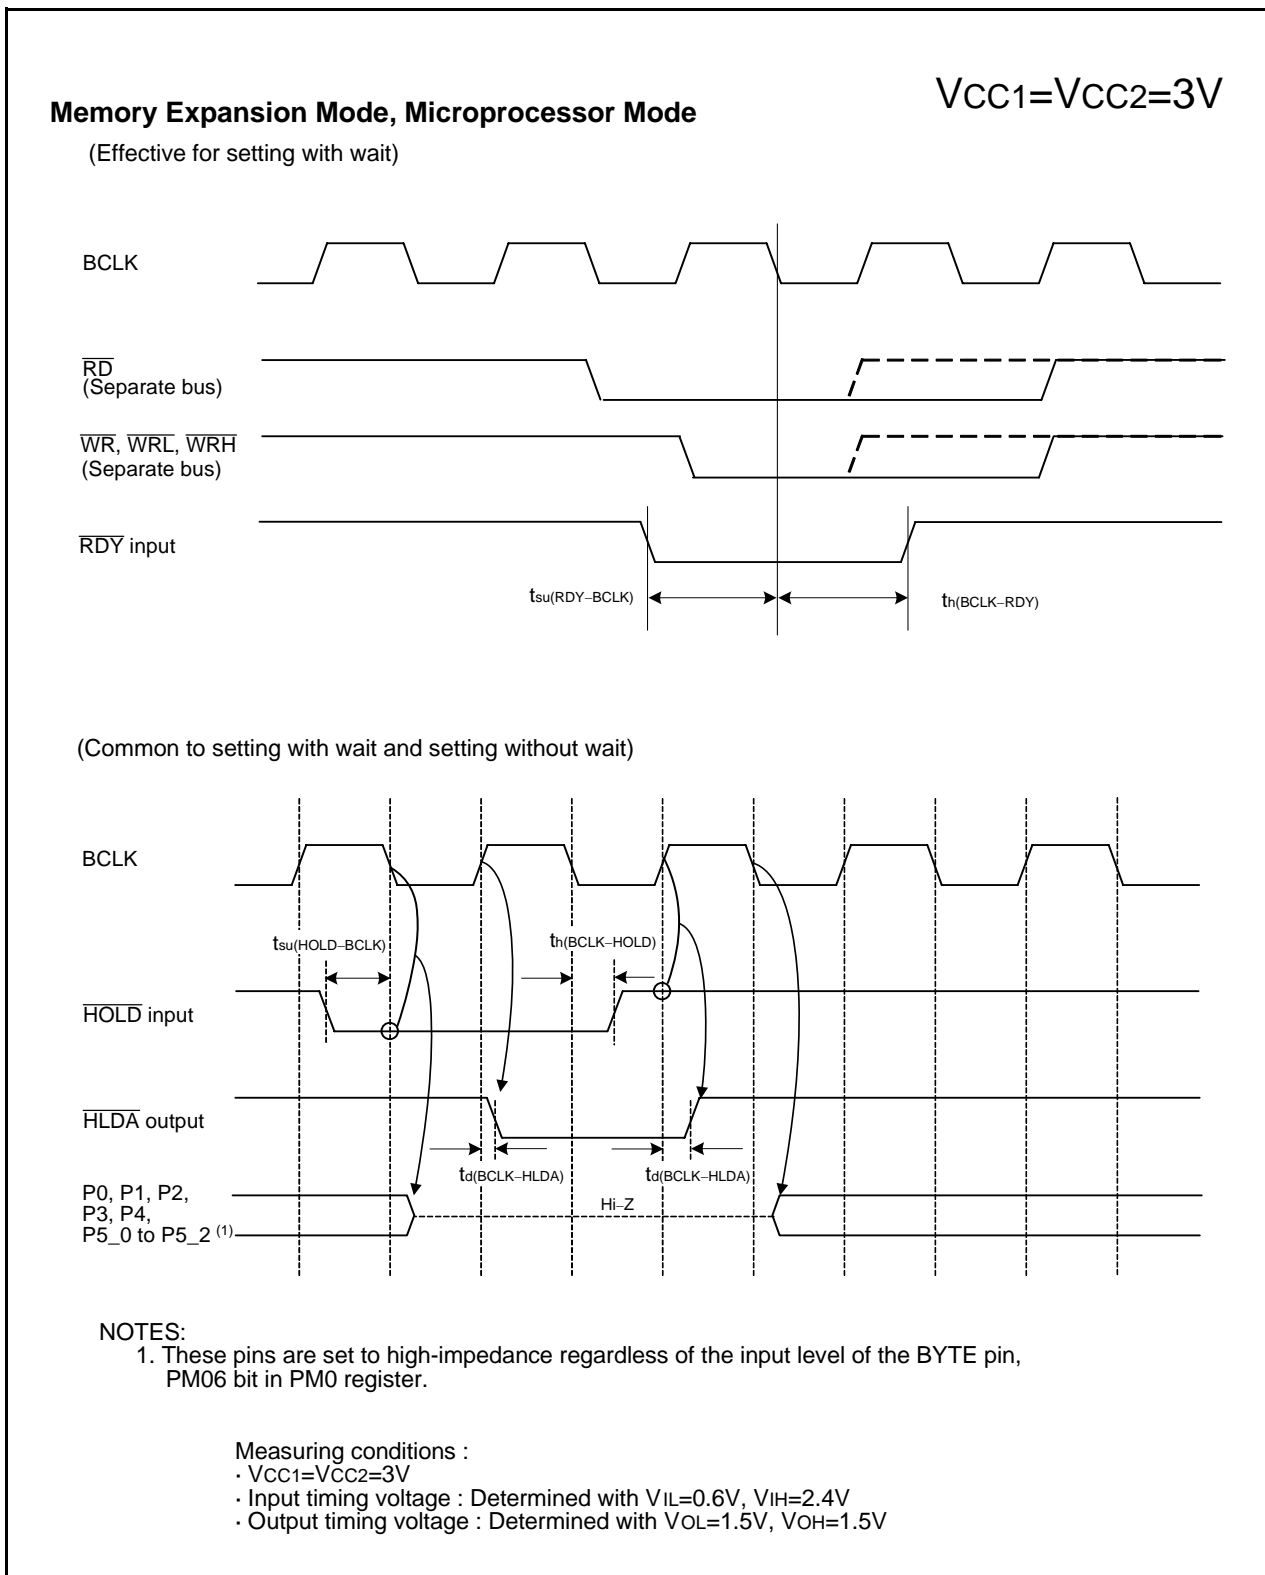 VCC1=VCC2=3V
Memory Expansion Mode, Microprocessor Mode
(Effective for setting with wait)
BCLK
RD
(Separate bus)
WR, WRL, WRH
(Separate bus)
RDY input
tsu(RDY−BCLK)
th(BCLK−RDY)
(Common to setting with wait and setting without wait)
BCLK
tsu(HOLD−BCLK)
th(BCLK−HOLD)
HOLD input
HLDA output
td(BCLK−HLDA)
td(BCLK−HLDA)
P0, P1, P2,
P3, P4,
P5_0 to P5_2 (1)
Hi−Z
NOTES:
1. These pins are set to high-impedance regardless of the input level of the BYTE pin,
PM06 bit in PM0 register.
Measuring conditions :
· VCC1=VCC2=3V
· Input timing voltage : Determined with VIL=0.6V, VIH=2.4V
· Output timing voltage : Determined with VOL=1.5V, VOH=1.5V